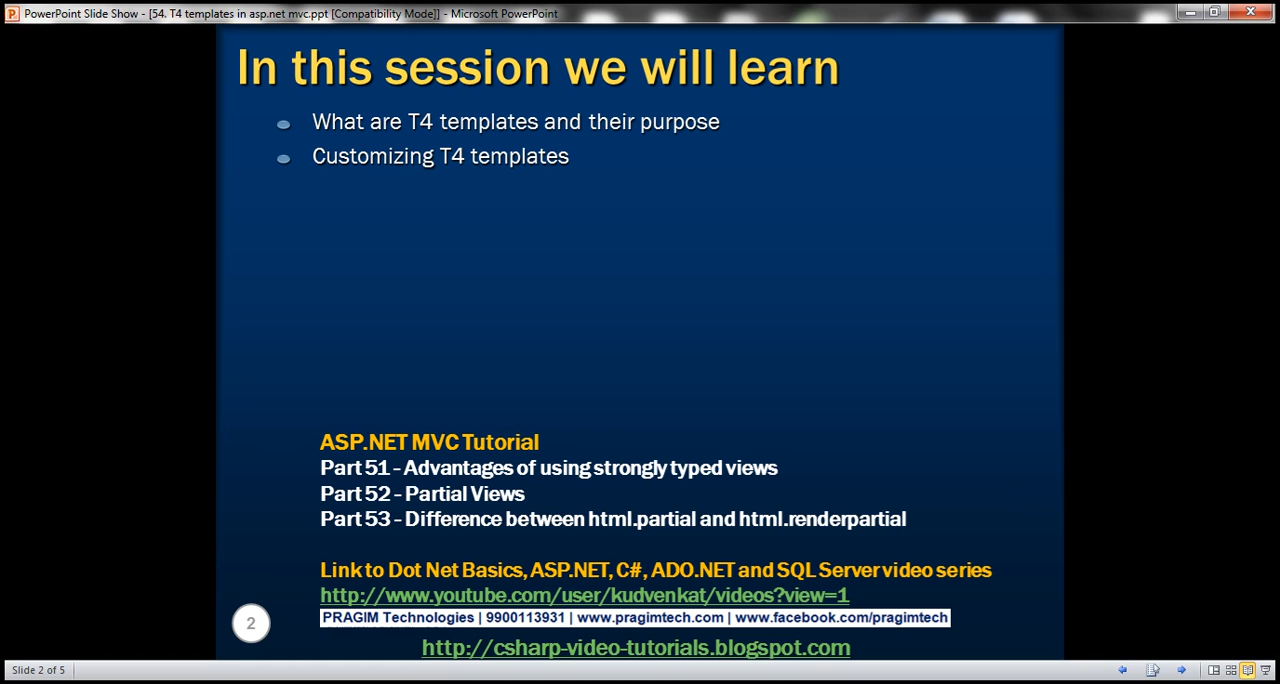 PowerPoint Slide Show - [54. T4 templates in asp.net mvc.ppt [Compatibility Mode]] - Microsoft PowerPoint
In this session we will learn
What are T4 templates and their purpose
Customizing T4 templates
ASP.NET MVC Tutorial
Part 51 - Advantages of using strongly typed views
Part 52 - Partial Views
Part 53 - Difference between html.partial and html.renderpartial
Link to Dot Net Basics, ASP.NET, C#, ADO.NET and SQL Server video series
http://www.youtube.com/user/kudvenkat/videos?view=1
PRAGIM Technologies | 9900113931 | www.pragimtech.com | www.facebook.com/pragimtech
2
http://csharp-video-tutorials.blogspot.com
Slide 2 of 5